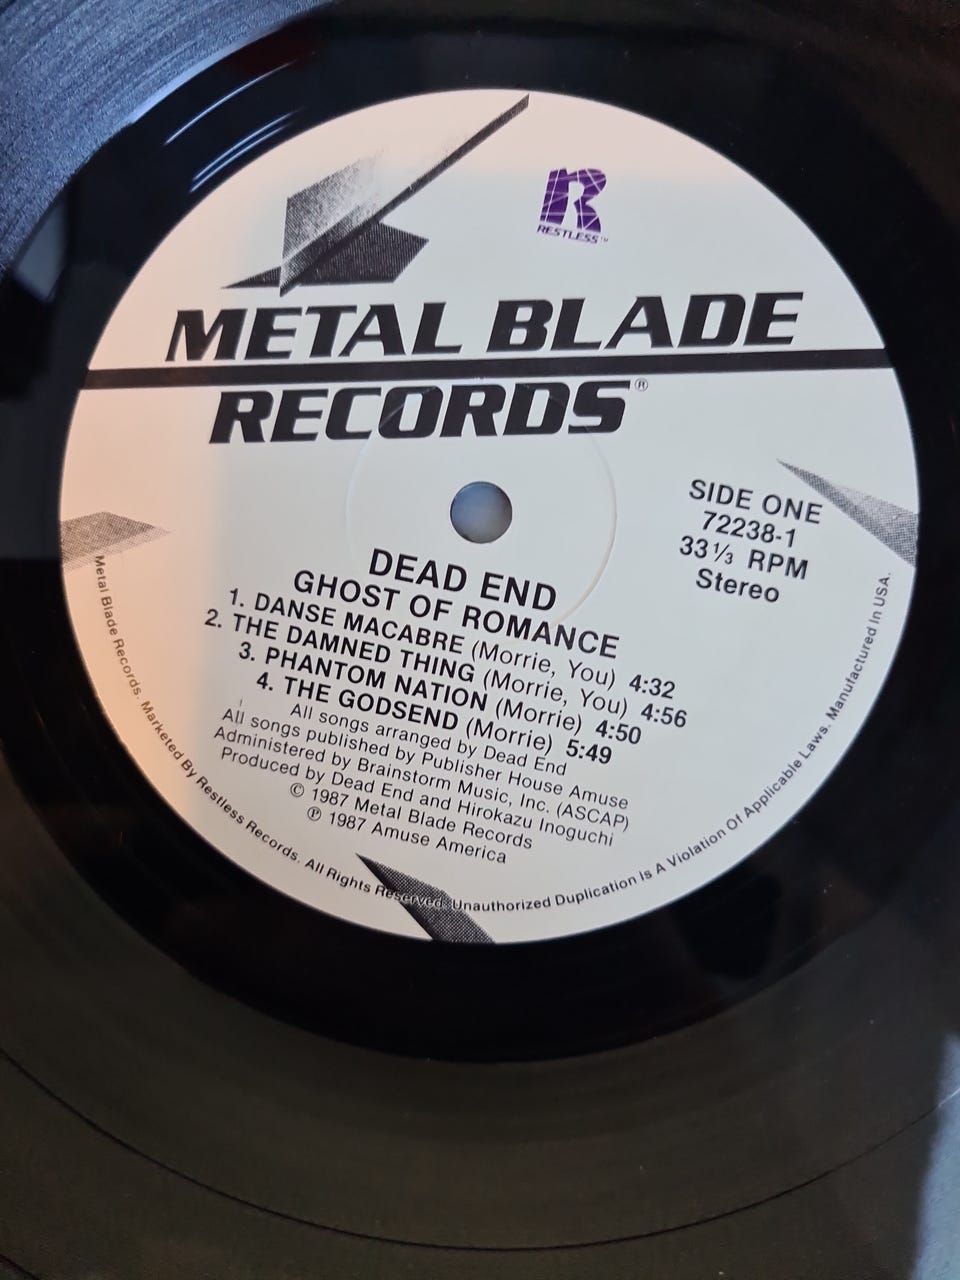 RESTLESS™
METAL BLADE
RECORDS®
SIDE ONE
72238-1
33⅓ RPM
Stereo
DEAD END
GHOST OF ROMANCE
1. DANSE MACABRE (Morrie, You) 4:32
2. THE DAMNED THING (Morrie, You) 4:56
3. PHANTOM NATION (Morrie) 4:50
4. THE GODSEND (Morrie) 5:49
All songs arranged by Dead End
All songs published by Publisher House Amuse
Administered by Brainstorm Music, Inc. (ASCAP)
Produced by Dead End and Hirokazu Inoguchi
© 1987 Metal Blade Records
℗ 1987 Amuse America
Metal Blade Records. Marketed By Restless Records. All Rights Reserved. Unauthorized Duplication Is A Violation Of Applicable Laws. Manufactured In USA.